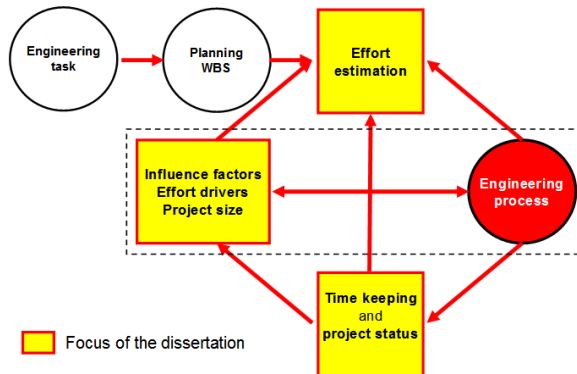 Engineering
task
Planning
WBS
Effort
estimation
Influence factors
Effort drivers
Project size
Engineering
process
Time keeping
and
project status
Focus of the dissertation